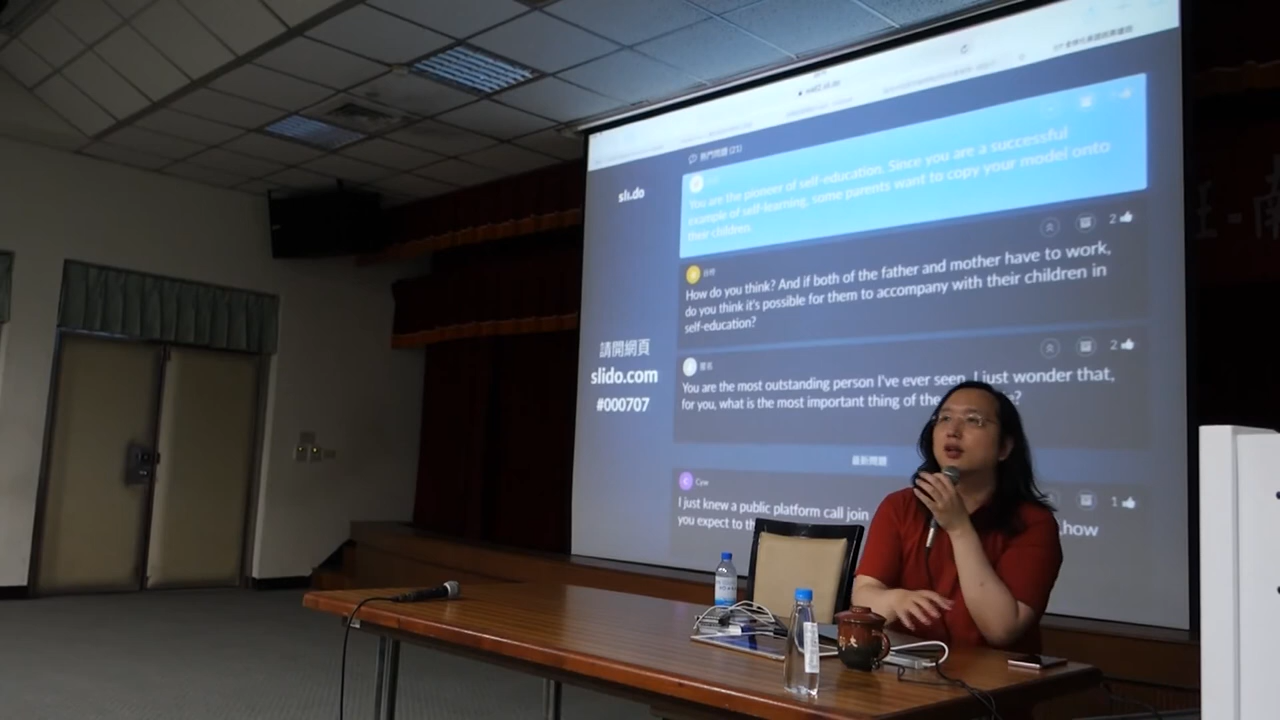 熱門問題 (21)
sli.do
You are the pioneer of self-education. Since you are a successful
example of self-learning, some parents want to copy your model onto
their children.
2
How do you think? And if both of the father and mother have to work,
do you think it's possible for them to accompany with their children in
self-education?
請開網頁
slido.com
#000707
2
匿名
You are the most outstanding person I've ever seen. I just wonder that,
for you, what is the most important thing of the
?
最新問題
Cyw
1
I just knew a public platform call join
how
you expect to